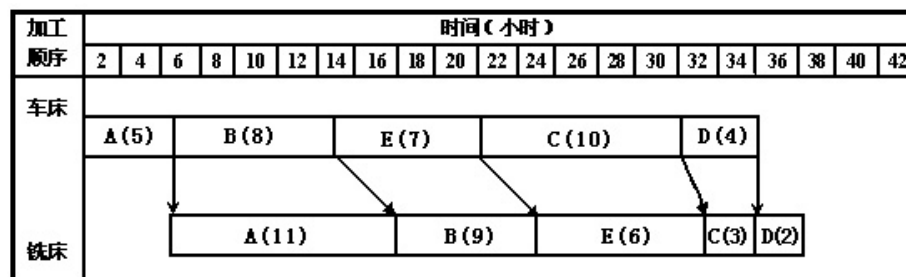 加工 时间（小时）
顺序 2 4 6 8 10 12 14 16 18 20 22 24 26 28 30 32 34 36 38 40 42
车床
A(5) B(8) E(7) C(10) D(4)
A(11) B(9) E(6) C(3) D(2)
铣床